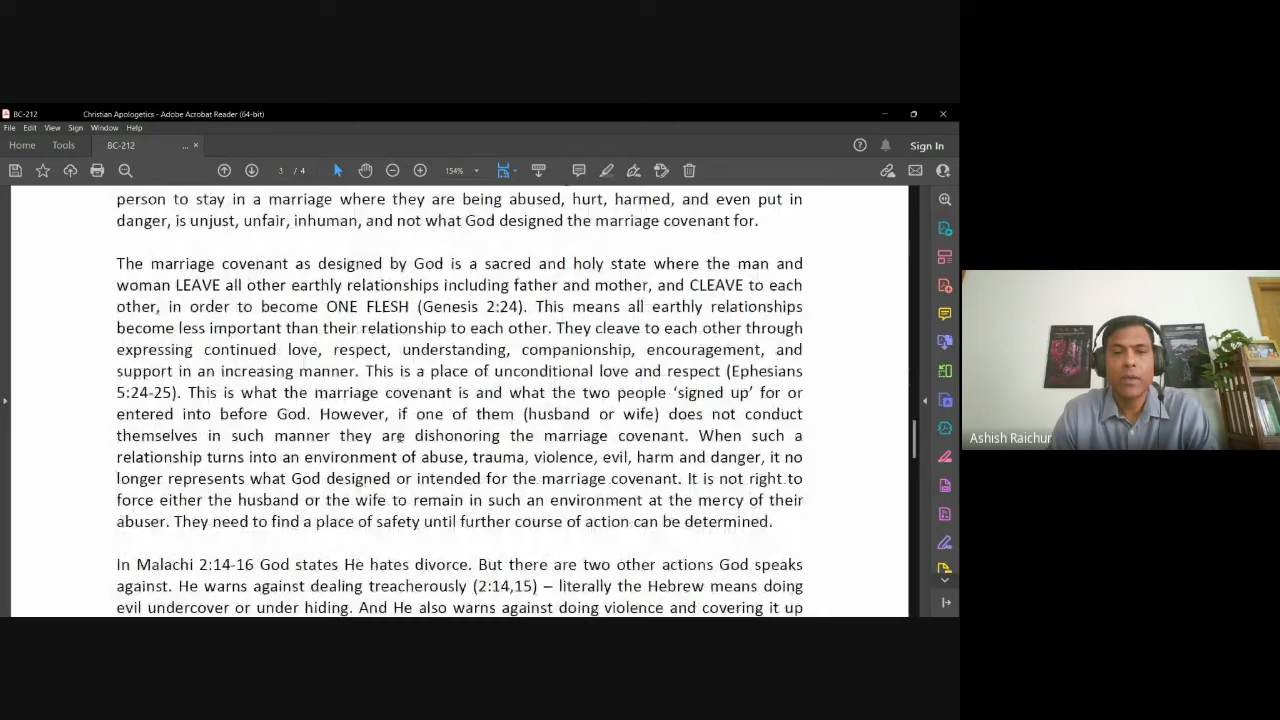 BC-212 Christian Apologetics - Adobe Acrobat Reader (64-bit)
File Edit View Sign Window Help
Home Tools BC-212 ... × Sign In
3 / 4 154%
person to stay in a marriage where they are being abused, hurt, harmed, and even put in
danger, is unjust, unfair, inhuman, and not what God designed the marriage covenant for.
The marriage covenant as designed by God is a sacred and holy state where the man and
woman LEAVE all other earthly relationships including father and mother, and CLEAVE to each
other, in order to become ONE FLESH (Genesis 2:24). This means all earthly relationships
become less important than their relationship to each other. They cleave to each other through
expressing continued love, respect, understanding, companionship, encouragement, and
support in an increasing manner. This is a place of unconditional love and respect (Ephesians
5:24-25). This is what the marriage covenant is and what the two people ‘signed up’ for or
entered into before God. However, if one of them (husband or wife) does not conduct
themselves in such manner they are dishonoring the marriage covenant. When such a
relationship turns into an environment of abuse, trauma, violence, evil, harm and danger, it no
longer represents what God designed or intended for the marriage covenant. It is not right to
force either the husband or the wife to remain in such an environment at the mercy of their
abuser. They need to find a place of safety until further course of action can be determined.
In Malachi 2:14-16 God states He hates divorce. But there are two other actions God speaks
against. He warns against dealing treacherously (2:14,15) – literally the Hebrew means doing
evil undercover or under hiding. And He also warns against doing violence and covering it up
Ashish Raichur